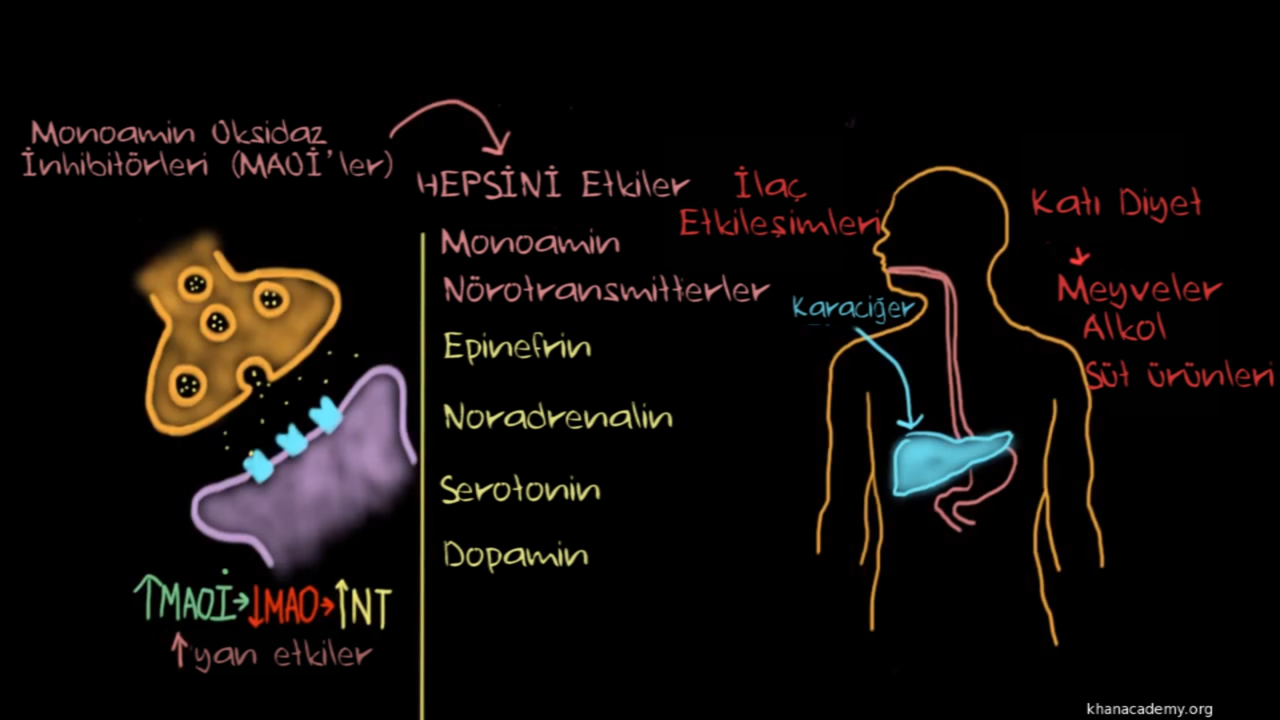 Monoamin Oksidaz
İnhibitörleri (MAOİ'ler)
HEPSİNİ Etkiler
Monoamin
Nörotransmitterler
Epinefrin
Noradrenalin
Serotonin
Dopamin
↑MAOİ→↓MAO→↑NT
↑yan etkiler
İlaç
Etkileşimleri
Karaciğer
Katı Diyet
Meyveler
Alkol
Süt ürünleri
khanacademy.org